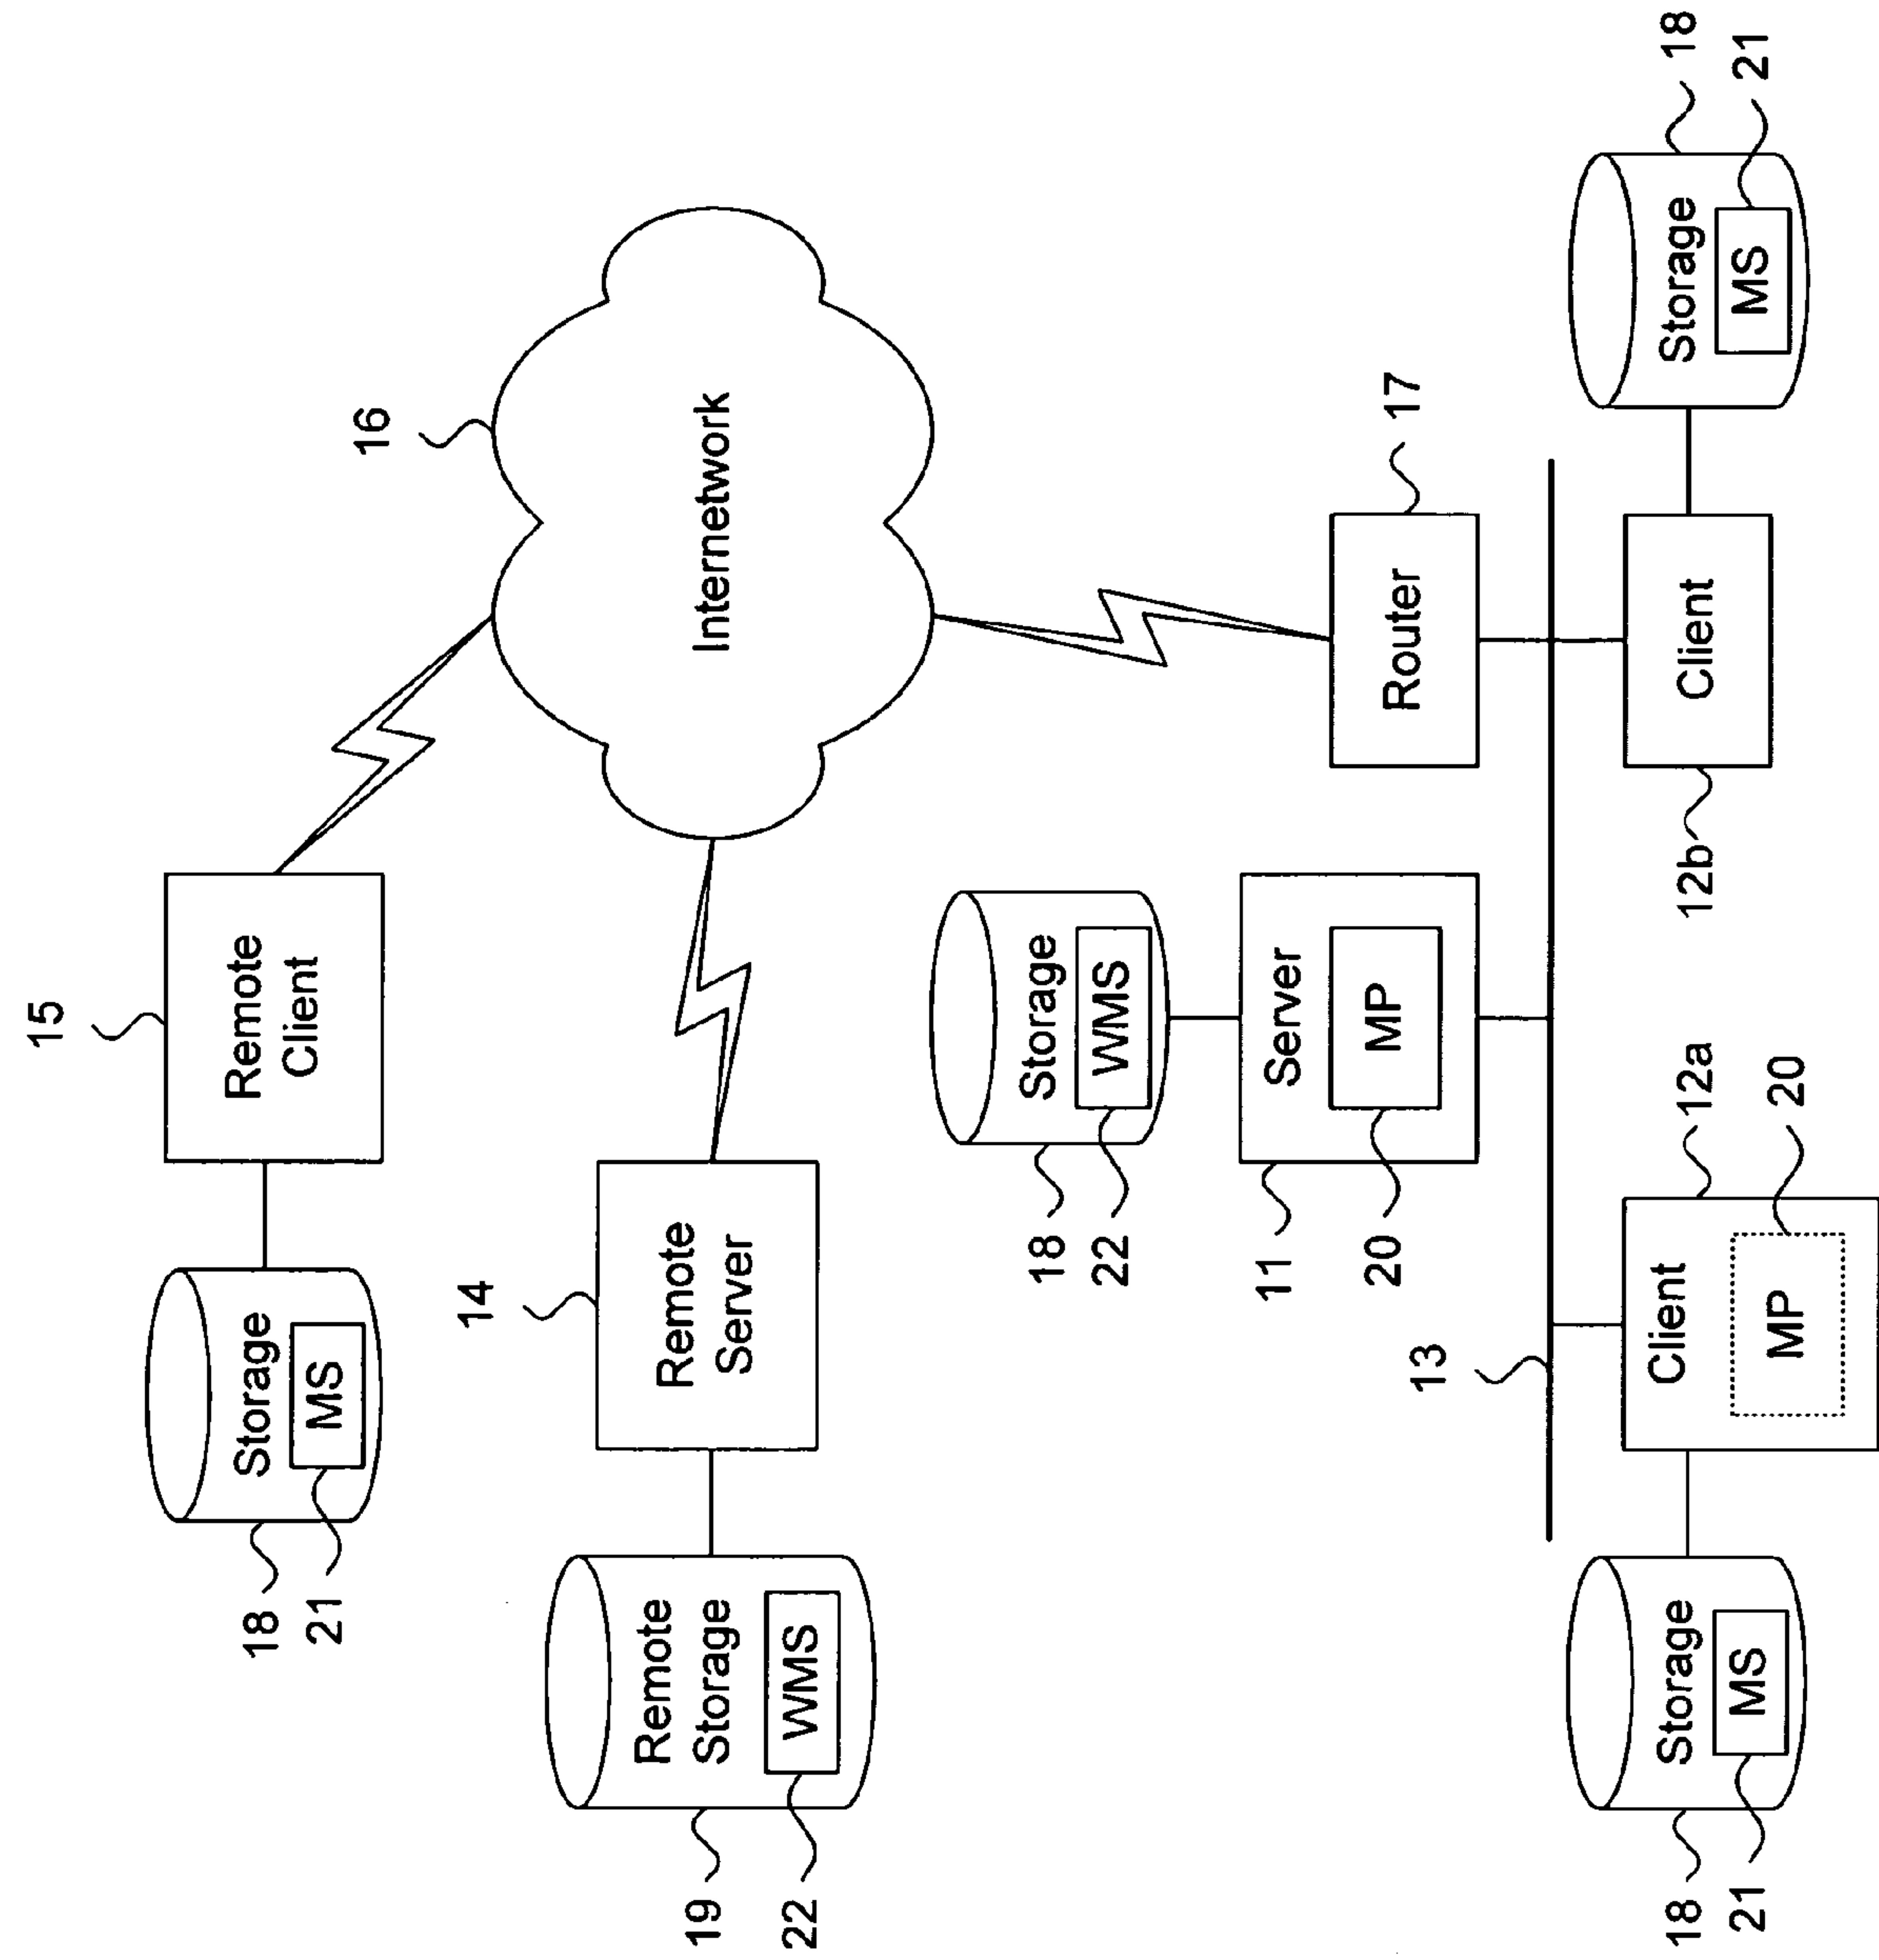 15
Remote
Client
Storage
MS
18
21
16
Internetwork
14
Remote
Server
Remote
Storage
WMS
19
22
Storage
WMS
18
22
Server
MP
11
20
Router
17
13
Client
MP
12a
20
Storage
MS
18
21
Client
12b
Storage
MS
18
21